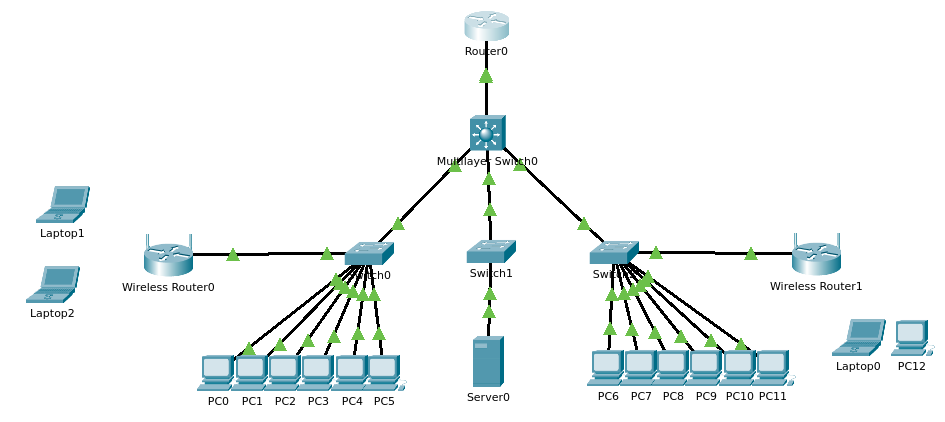 Router0
Multilayer Switch0
Laptop1
Wireless Router0
Switch0
Switch1
Wireless Router1
Laptop2
Laptop0
PC12
PC0
PC1
PC2
PC3
PC4
PC5
Server0
PC6
PC7
PC8
PC9
PC10
PC11